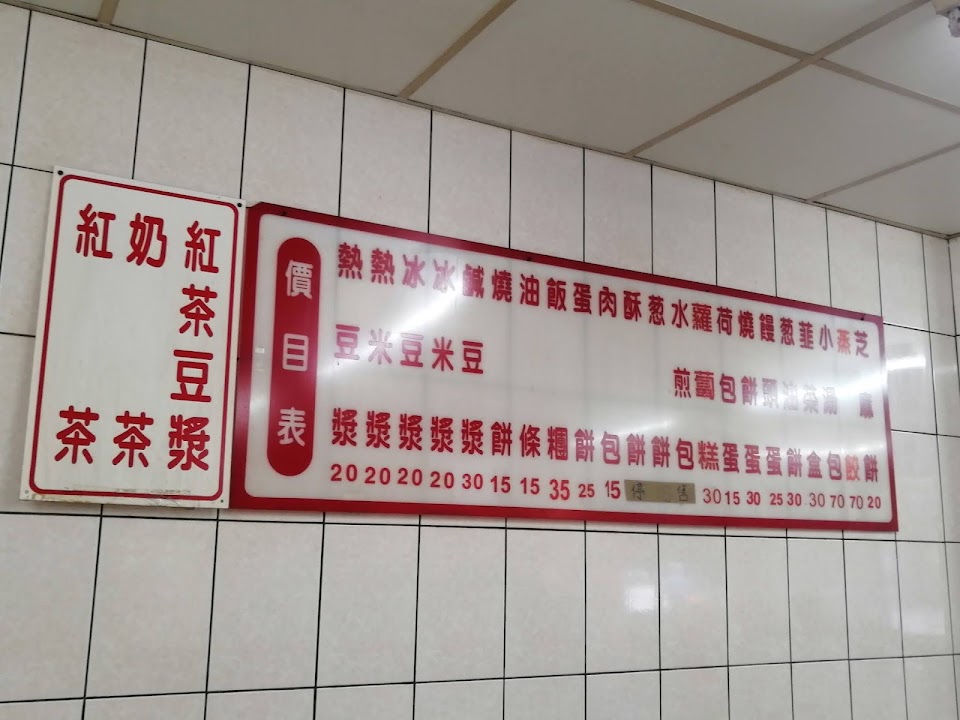 紅茶
奶茶
紅茶豆漿
價目表
熱豆漿 20
熱米漿 20
冰豆漿 20
冰米漿 20
鹹豆漿 30
燒餅 15
油條 15
飯糰 35
蛋餅 25
肉包 15
酥餅
葱餅
水煎包
停售
蘿蔔糕 30
荷包蛋 15
燒餅蛋 30
饅頭蛋 25
葱油餅 30
韮菜盒 30
小湯包 70
蒸餃 70
芝麻餅 20